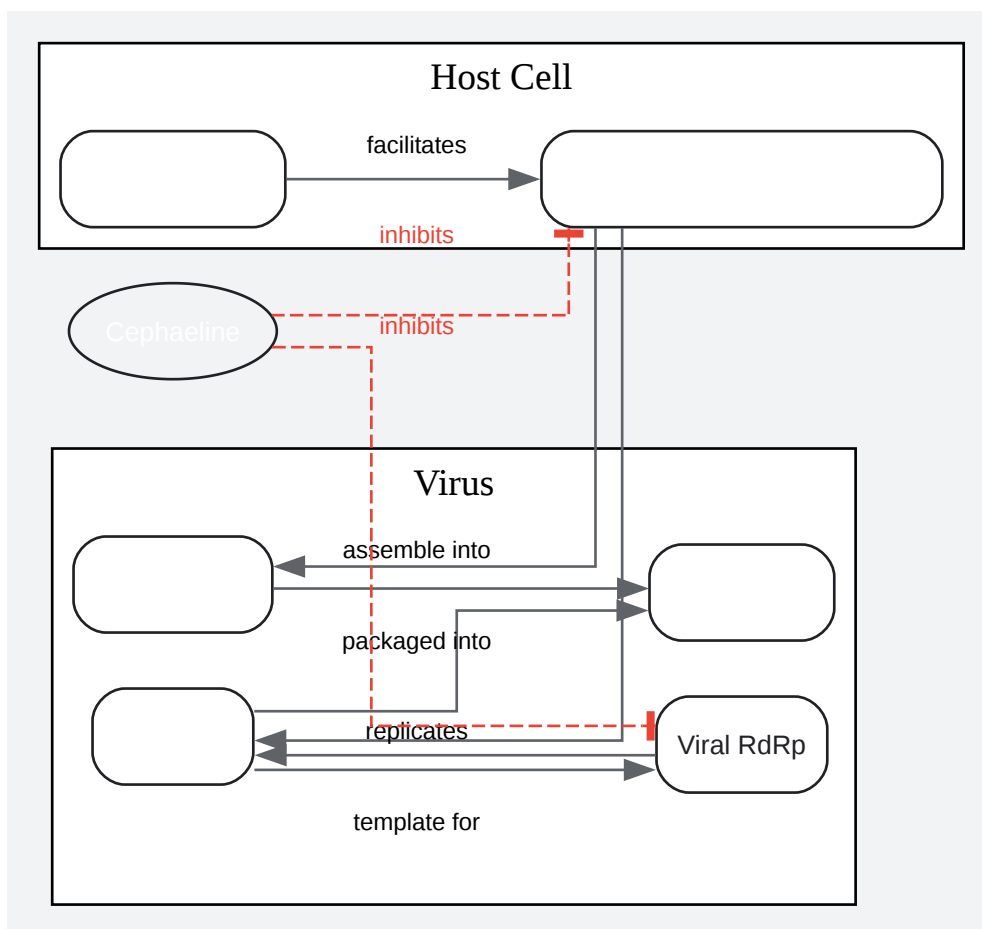 Host Cell
facilitates
inhibits
Cephaeline
inhibits
Virus
assemble into
packaged into
replicates
Viral RdRp
template for